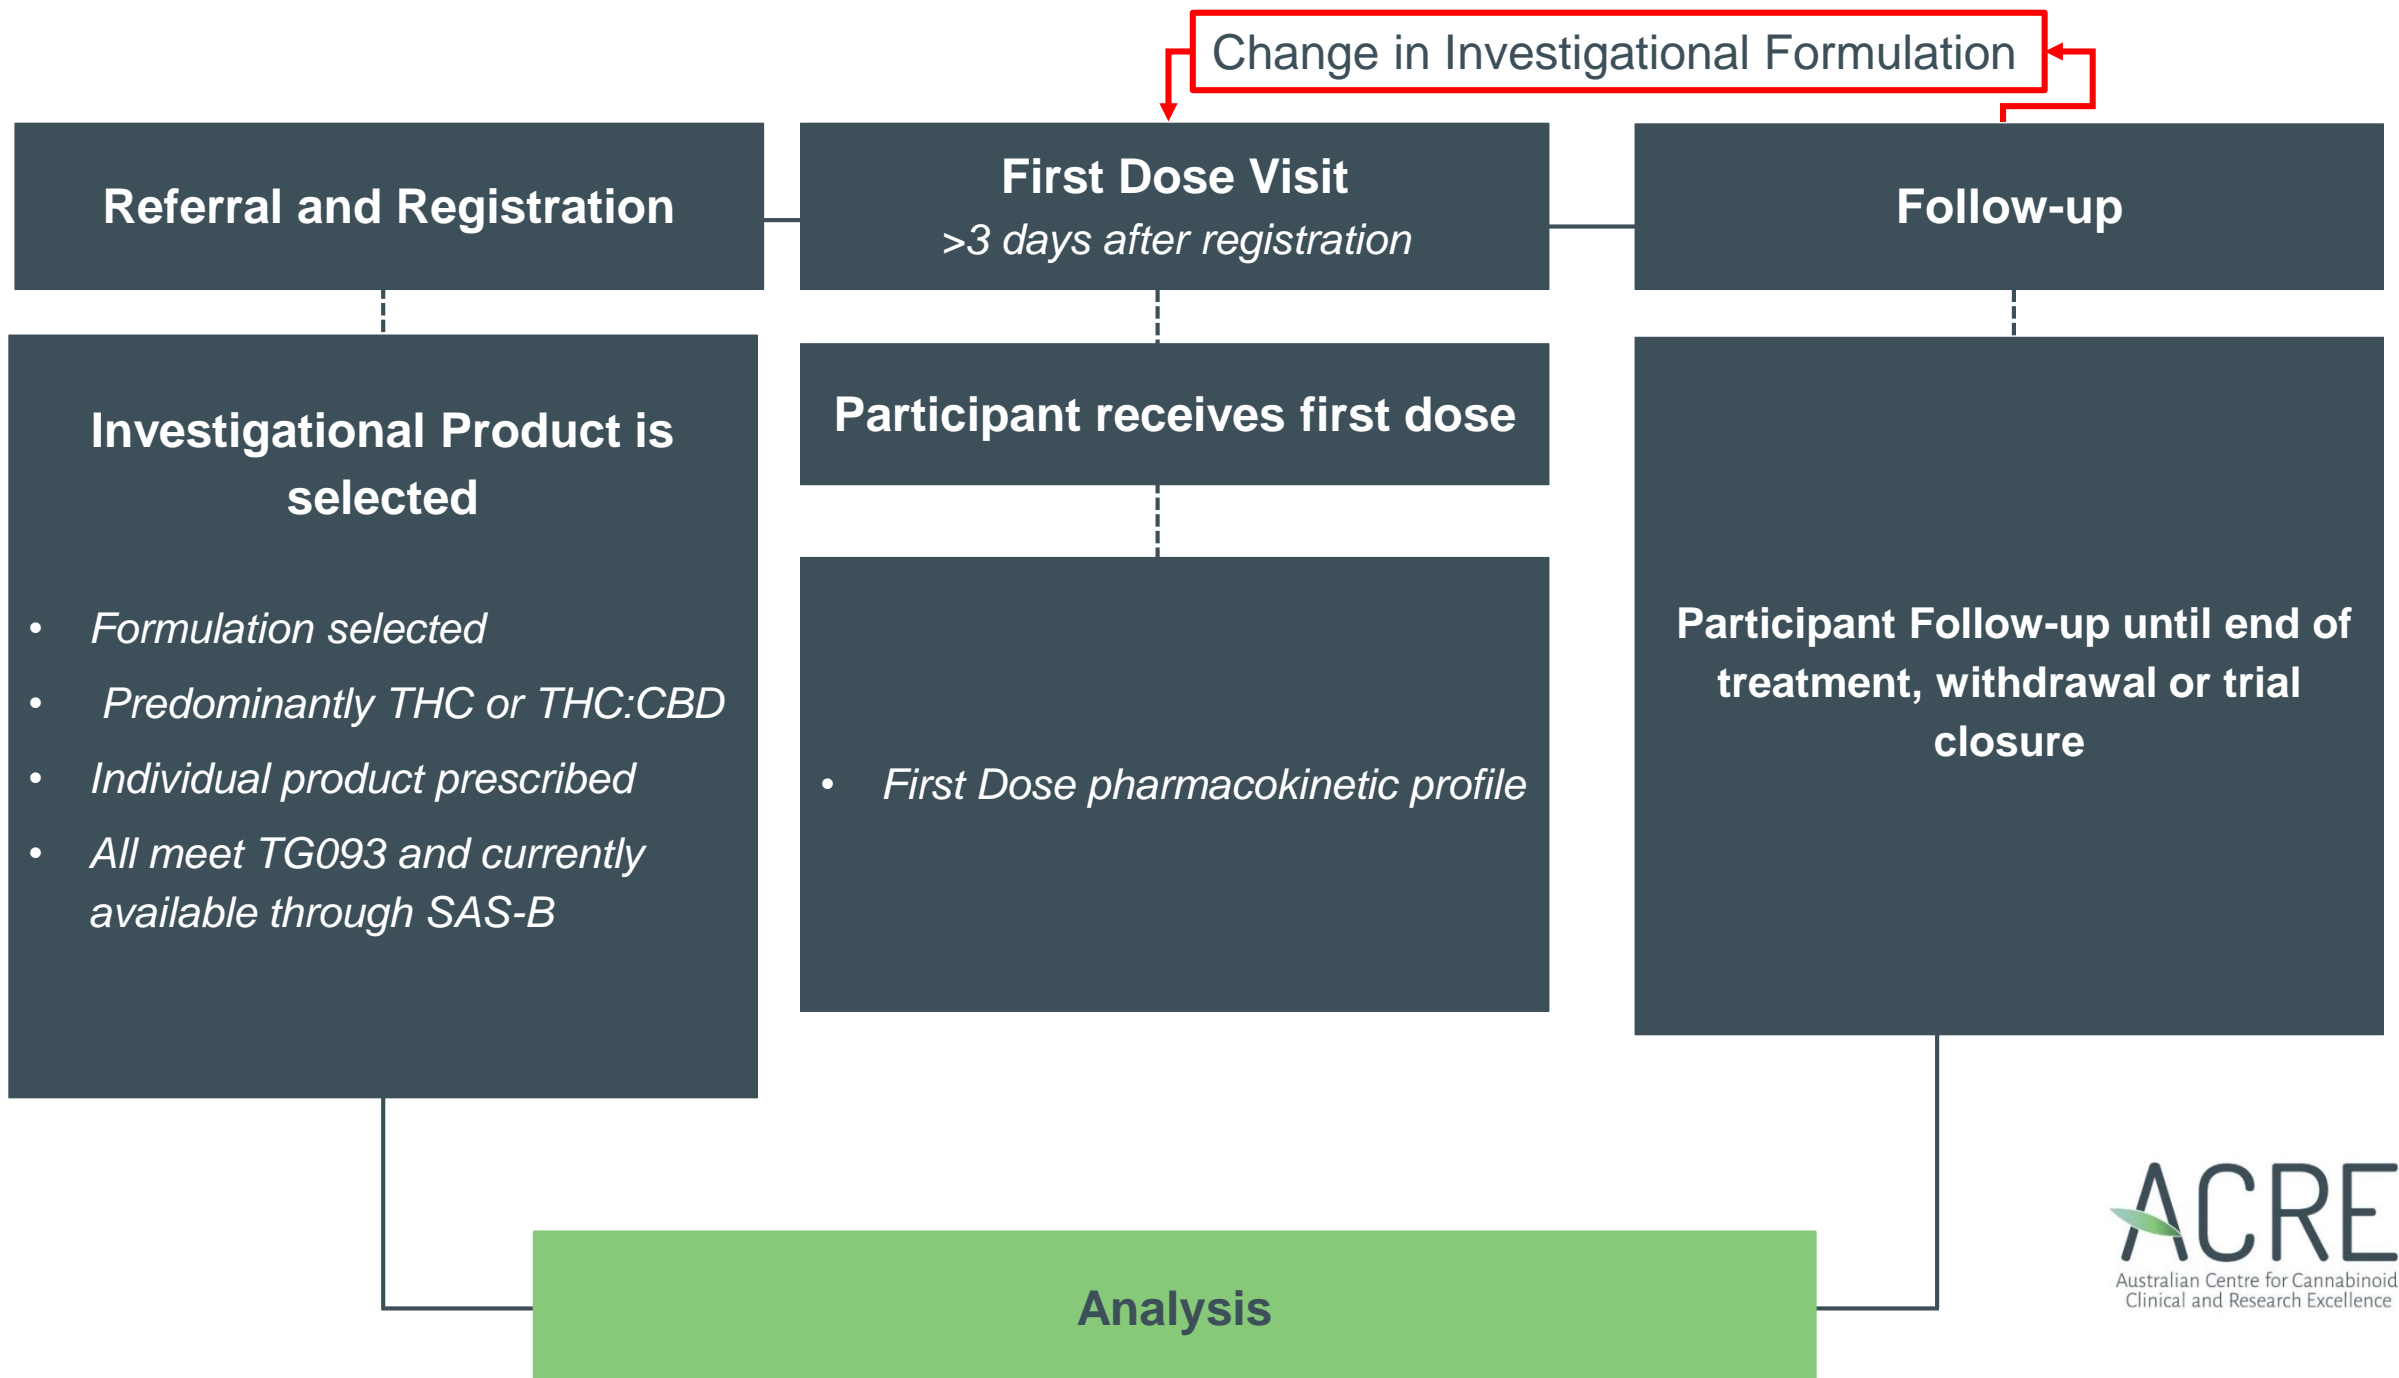 Change in Investigational Formulation
Referral and Registration
First Dose Visit
>3 days after registration
Follow-up
Investigational Product is
selected
• Formulation selected
• Predominantly THC or THC:CBD
• Individual product prescribed
• All meet TG093 and currently
available through SAS-B
Participant receives first dose
• First Dose pharmacokinetic profile
Participant Follow-up until end of
treatment, withdrawal or trial
closure
Analysis
ACRE
Australian Centre for Cannabinoid
Clinical and Research Excellence